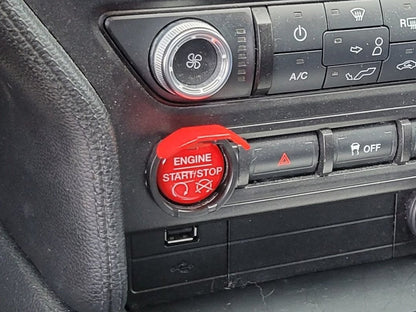 R
A/C
OFF
ENGINE
START/STOP